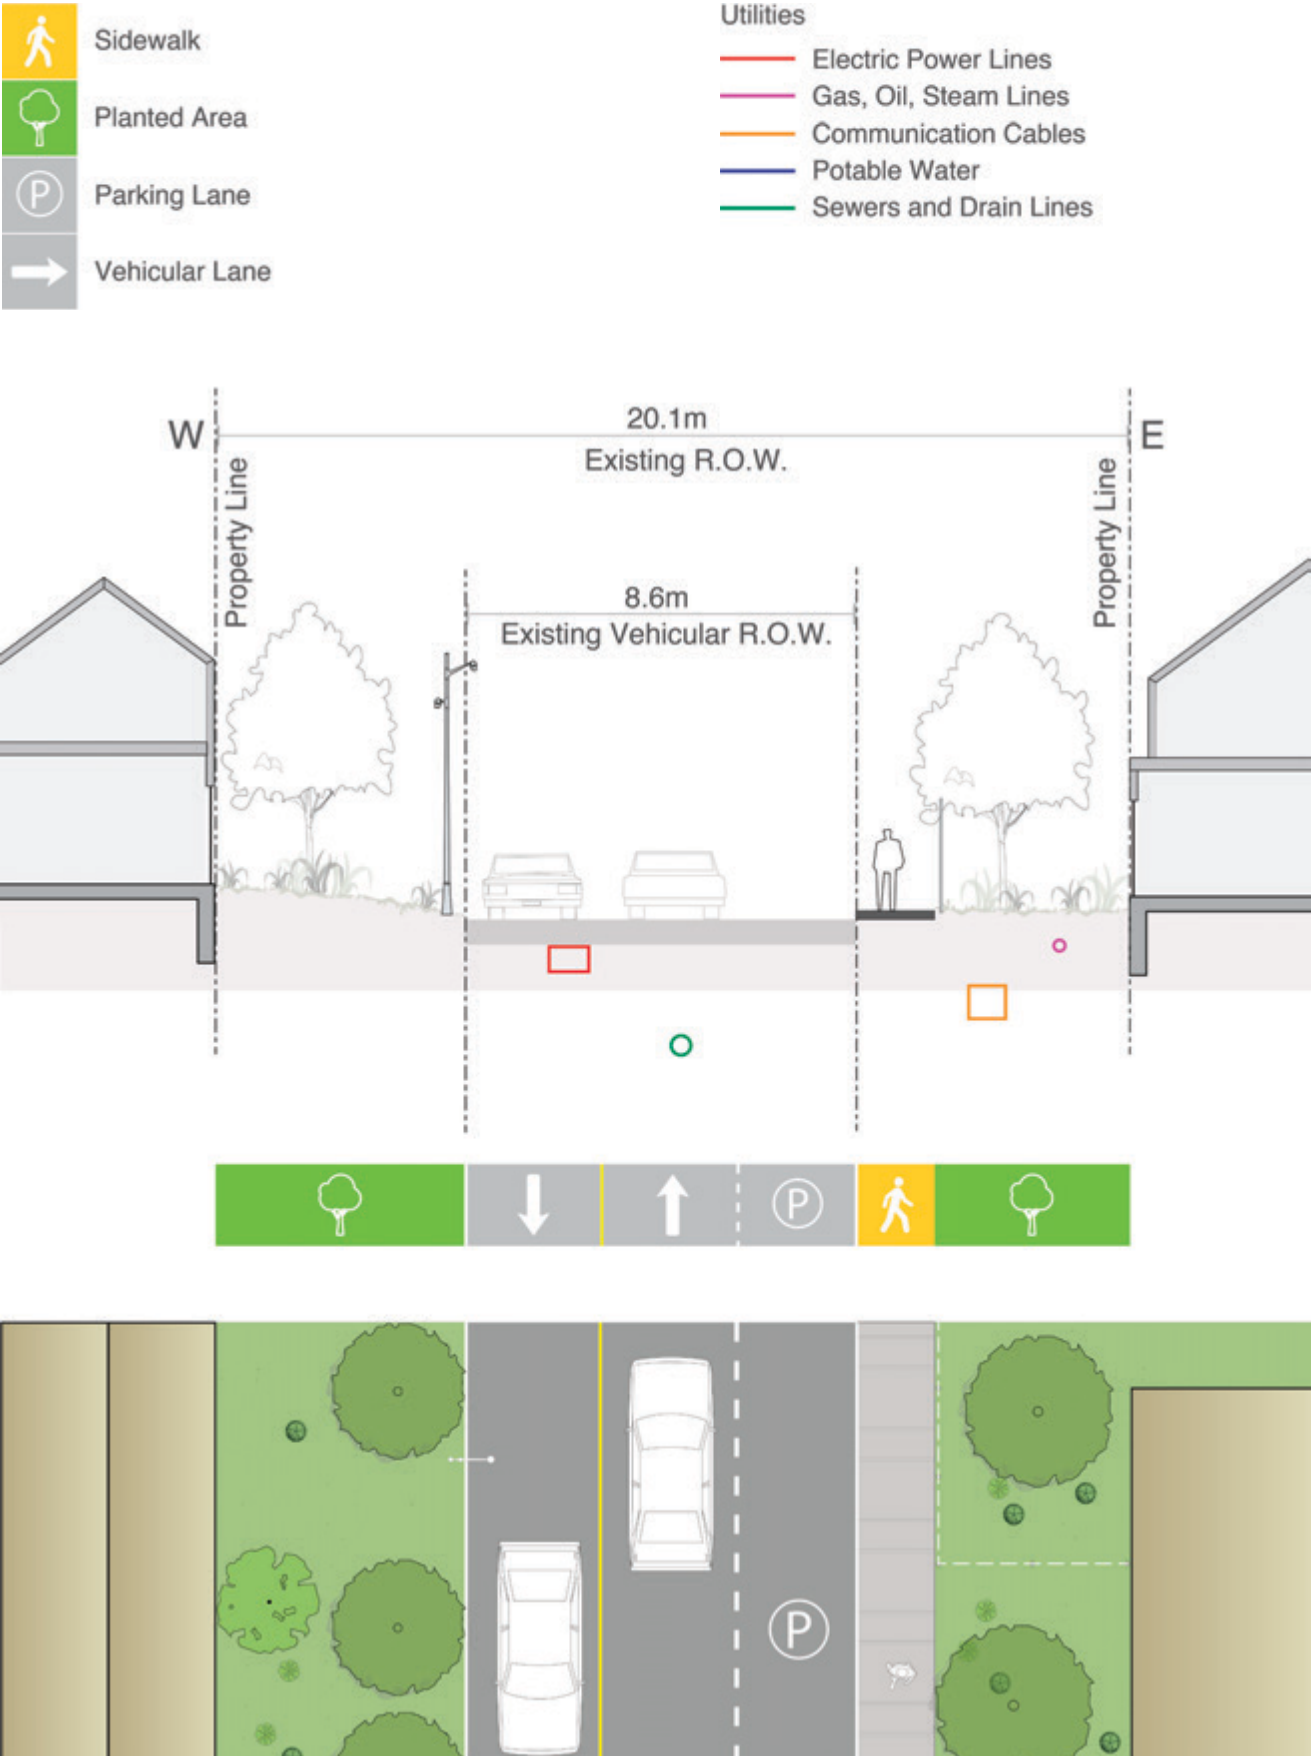 Sidewalk
Planted Area
P
Parking Lane
Vehicular Lane
Utilities
Electric Power Lines
Gas, Oil, Steam Lines
Communication Cables
Potable Water
Sewers and Drain Lines
W
20.1m
E
Existing R.O.W.
Property Line
Property Line
8.6m
Existing Vehicular R.O.W.
P
P